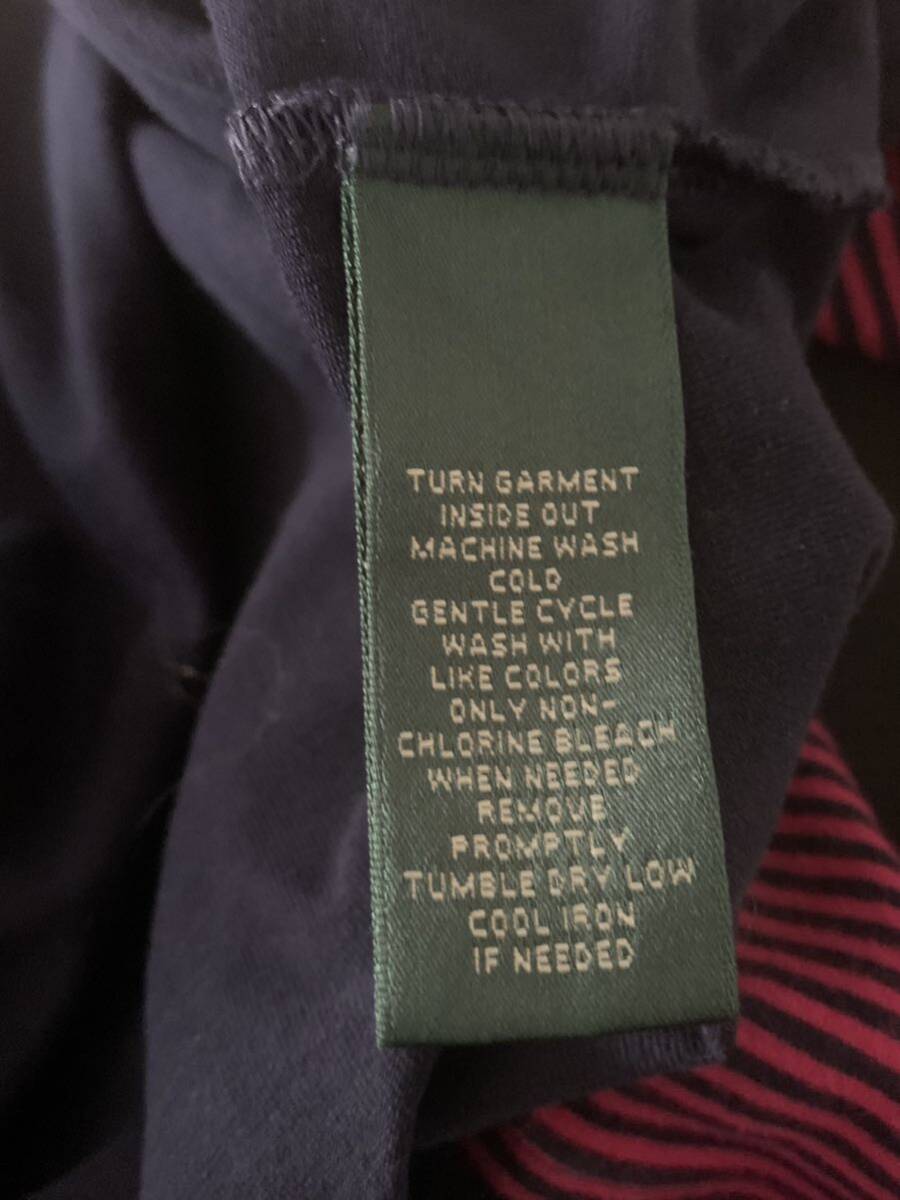 TURN GARMENT
INSIDE OUT
MACHINE WASH
COLD
GENTLE CYCLE
WASH WITH
LIKE COLORS
ONLY NON-
CHLORINE BLEACH
WHEN NEEDED
REMOVE
PROMPTLY
TUMBLE DRY LOW
COOL IRON
IF NEEDED